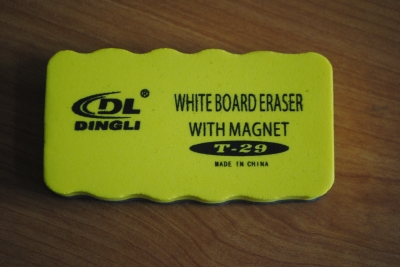 DL
DINGLI
WHITE BOARD ERASER
WITH MAGNET
T-29
MADE IN CHINA